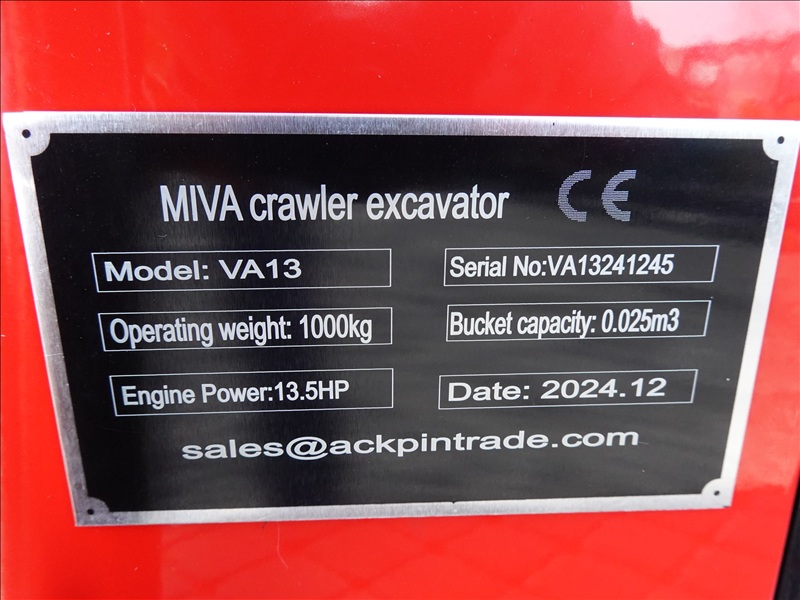 MIVA crawler excavator CE
Model: VA13
Serial No:VA13241245
Operating weight: 1000kg
Bucket capacity: 0.025m3
Engine Power:13.5HP
Date: 2024.12
sales@ackpintrade.com